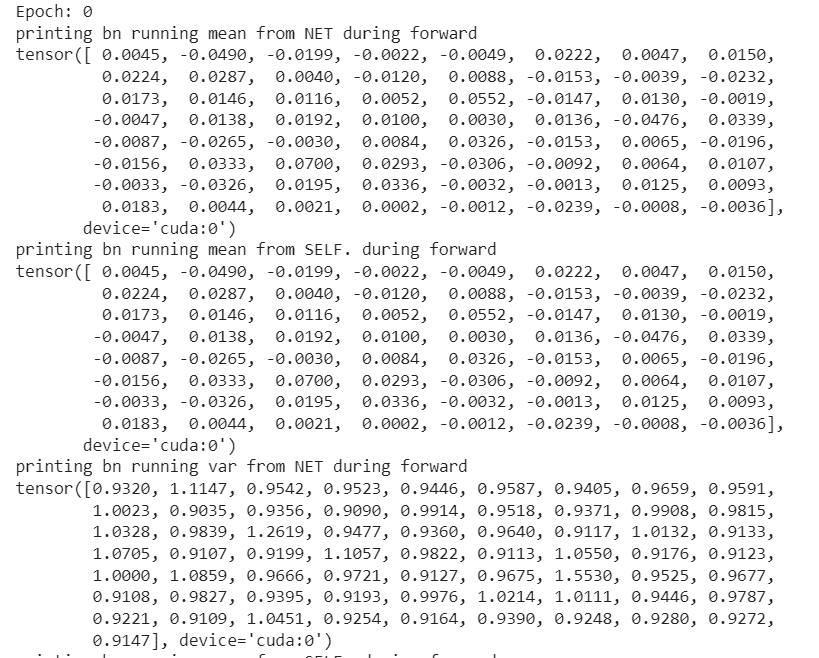 Epoch: 0
printing bn running mean from NET during forward
tensor([ 0.0045, -0.0490, -0.0199, -0.0022, -0.0049,  0.0222,  0.0047,  0.0150,
         0.0224,  0.0287,  0.0040, -0.0120,  0.0088, -0.0153, -0.0039, -0.0232,
         0.0173,  0.0146,  0.0116,  0.0052,  0.0552, -0.0147,  0.0130, -0.0019,
        -0.0047,  0.0138,  0.0192,  0.0100,  0.0030,  0.0136, -0.0476,  0.0339,
        -0.0087, -0.0265, -0.0030,  0.0084,  0.0326, -0.0153,  0.0065, -0.0196,
        -0.0156,  0.0333,  0.0700,  0.0293, -0.0306, -0.0092,  0.0064,  0.0107,
        -0.0033, -0.0326,  0.0195,  0.0336, -0.0032, -0.0013,  0.0125,  0.0093,
         0.0183,  0.0044,  0.0021,  0.0002, -0.0012, -0.0239, -0.0008, -0.0036],
       device='cuda:0')
printing bn running mean from SELF. during forward
tensor([ 0.0045, -0.0490, -0.0199, -0.0022, -0.0049,  0.0222,  0.0047,  0.0150,
         0.0224,  0.0287,  0.0040, -0.0120,  0.0088, -0.0153, -0.0039, -0.0232,
         0.0173,  0.0146,  0.0116,  0.0052,  0.0552, -0.0147,  0.0130, -0.0019,
        -0.0047,  0.0138,  0.0192,  0.0100,  0.0030,  0.0136, -0.0476,  0.0339,
        -0.0087, -0.0265, -0.0030,  0.0084,  0.0326, -0.0153,  0.0065, -0.0196,
        -0.0156,  0.0333,  0.0700,  0.0293, -0.0306, -0.0092,  0.0064,  0.0107,
        -0.0033, -0.0326,  0.0195,  0.0336, -0.0032, -0.0013,  0.0125,  0.0093,
         0.0183,  0.0044,  0.0021,  0.0002, -0.0012, -0.0239, -0.0008, -0.0036],
       device='cuda:0')
printing bn running var from NET during forward
tensor([0.9320, 1.1147, 0.9542, 0.9523, 0.9446, 0.9587, 0.9405, 0.9659, 0.9591,
        1.0023, 0.9035, 0.9356, 0.9090, 0.9914, 0.9518, 0.9371, 0.9908, 0.9815,
        1.0328, 0.9839, 1.2619, 0.9477, 0.9360, 0.9640, 0.9117, 1.0132, 0.9133,
        1.0705, 0.9107, 0.9199, 1.1057, 0.9822, 0.9113, 1.0550, 0.9176, 0.9123,
        1.0000, 1.0859, 0.9666, 0.9721, 0.9127, 0.9675, 1.5530, 0.9525, 0.9677,
        0.9108, 0.9827, 0.9395, 0.9193, 0.9976, 1.0214, 1.0111, 0.9446, 0.9787,
        0.9221, 0.9109, 1.0451, 0.9254, 0.9164, 0.9390, 0.9248, 0.9280, 0.9272,
        0.9147], device='cuda:0')